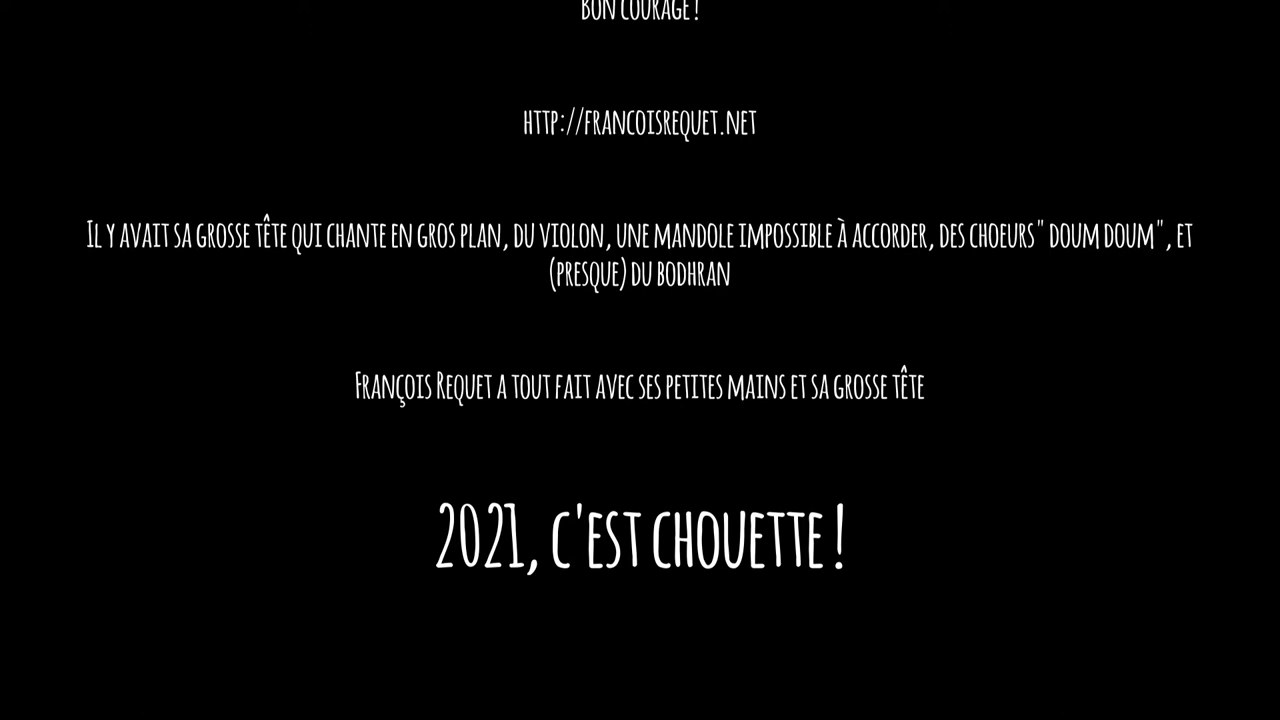 BON COURAGE !
HTTP://FRANCOISREQUET.NET
IL Y AVAIT SA GROSSE TÊTE QUI CHANTE EN GROS PLAN, DU VIOLON, UNE MANDOLE IMPOSSIBLE À ACCORDER, DES CHOEURS" DOUM DOUM", ET
(PRESQUE) DU BODHRAN
FRANÇOIS REQUET A TOUT FAIT AVEC SES PETITES MAINS ET SA GROSSE TÊTE
2021, C'EST CHOUETTE !